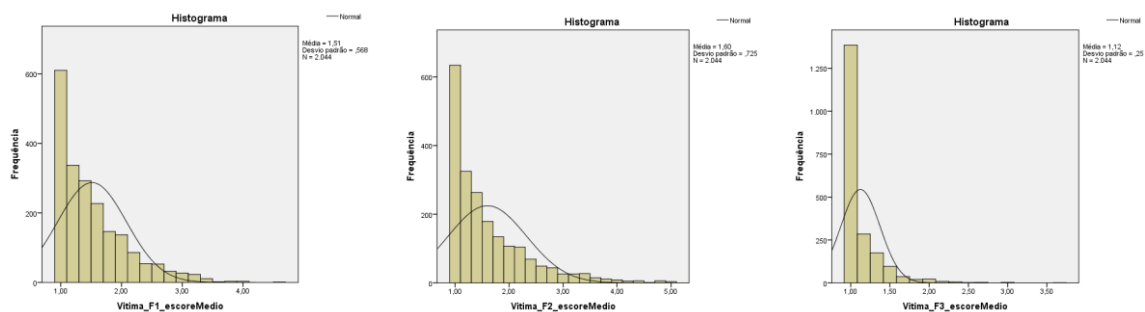 Histograma
Normal
Média = 1,51
Desvio padrão = ,568
N = 2.044
Frequência
600
400
200
0
1,00 2,00 3,00 4,00
Vitima_F1_escoreMedio
Histograma
Normal
Média = 1,60
Desvio padrão = ,725
N = 2.044
Frequência
600
400
200
0
1,00 2,00 3,00 4,00 5,00
Vitima_F2_escoreMedio
Histograma
Normal
Média = 1,12
Desvio padrão = ,25
N = 2.044
Frequência
1.250
1.000
750
500
250
0
1,00 1,50 2,00 2,50 3,00 3,50
Vitima_F3_escoreMedio